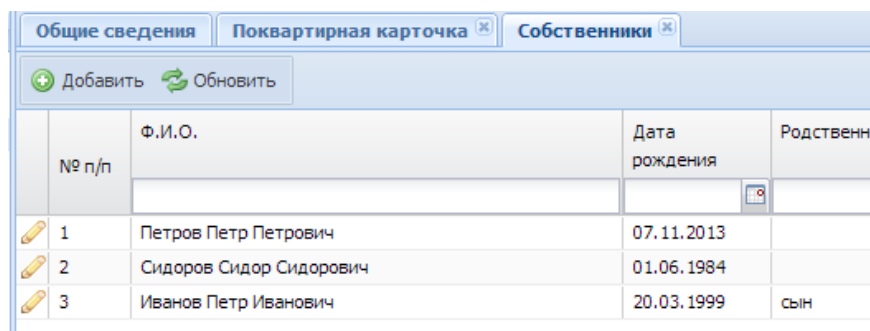 Общие сведения Поквартирная карточка Собственники
Добавить Обновить
№ п/п Ф.И.О. Дата рождения Родственн
1 Петров Петр Петрович 07.11.2013
2 Сидоров Сидор Сидорович 01.06.1984
3 Иванов Петр Иванович 20.03.1999 сын